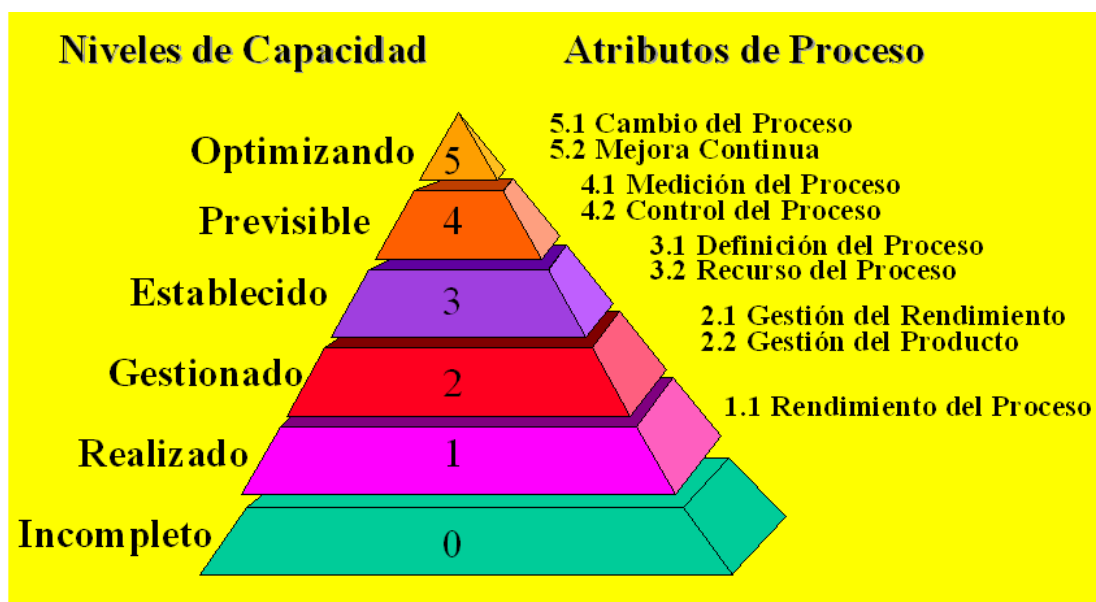 Niveles de Capacidad
Atributos de Proceso
Optimizando
5
5.1 Cambio del Proceso
5.2 Mejora Continua
Previsible
4
4.1 Medición del Proceso
4.2 Control del Proceso
Establecido
3
3.1 Definición del Proceso
3.2 Recurso del Proceso
Gestionado
2
2.1 Gestión del Rendimiento
2.2 Gestión del Producto
Realizado
1
1.1 Rendimiento del Proceso
Incompleto
0